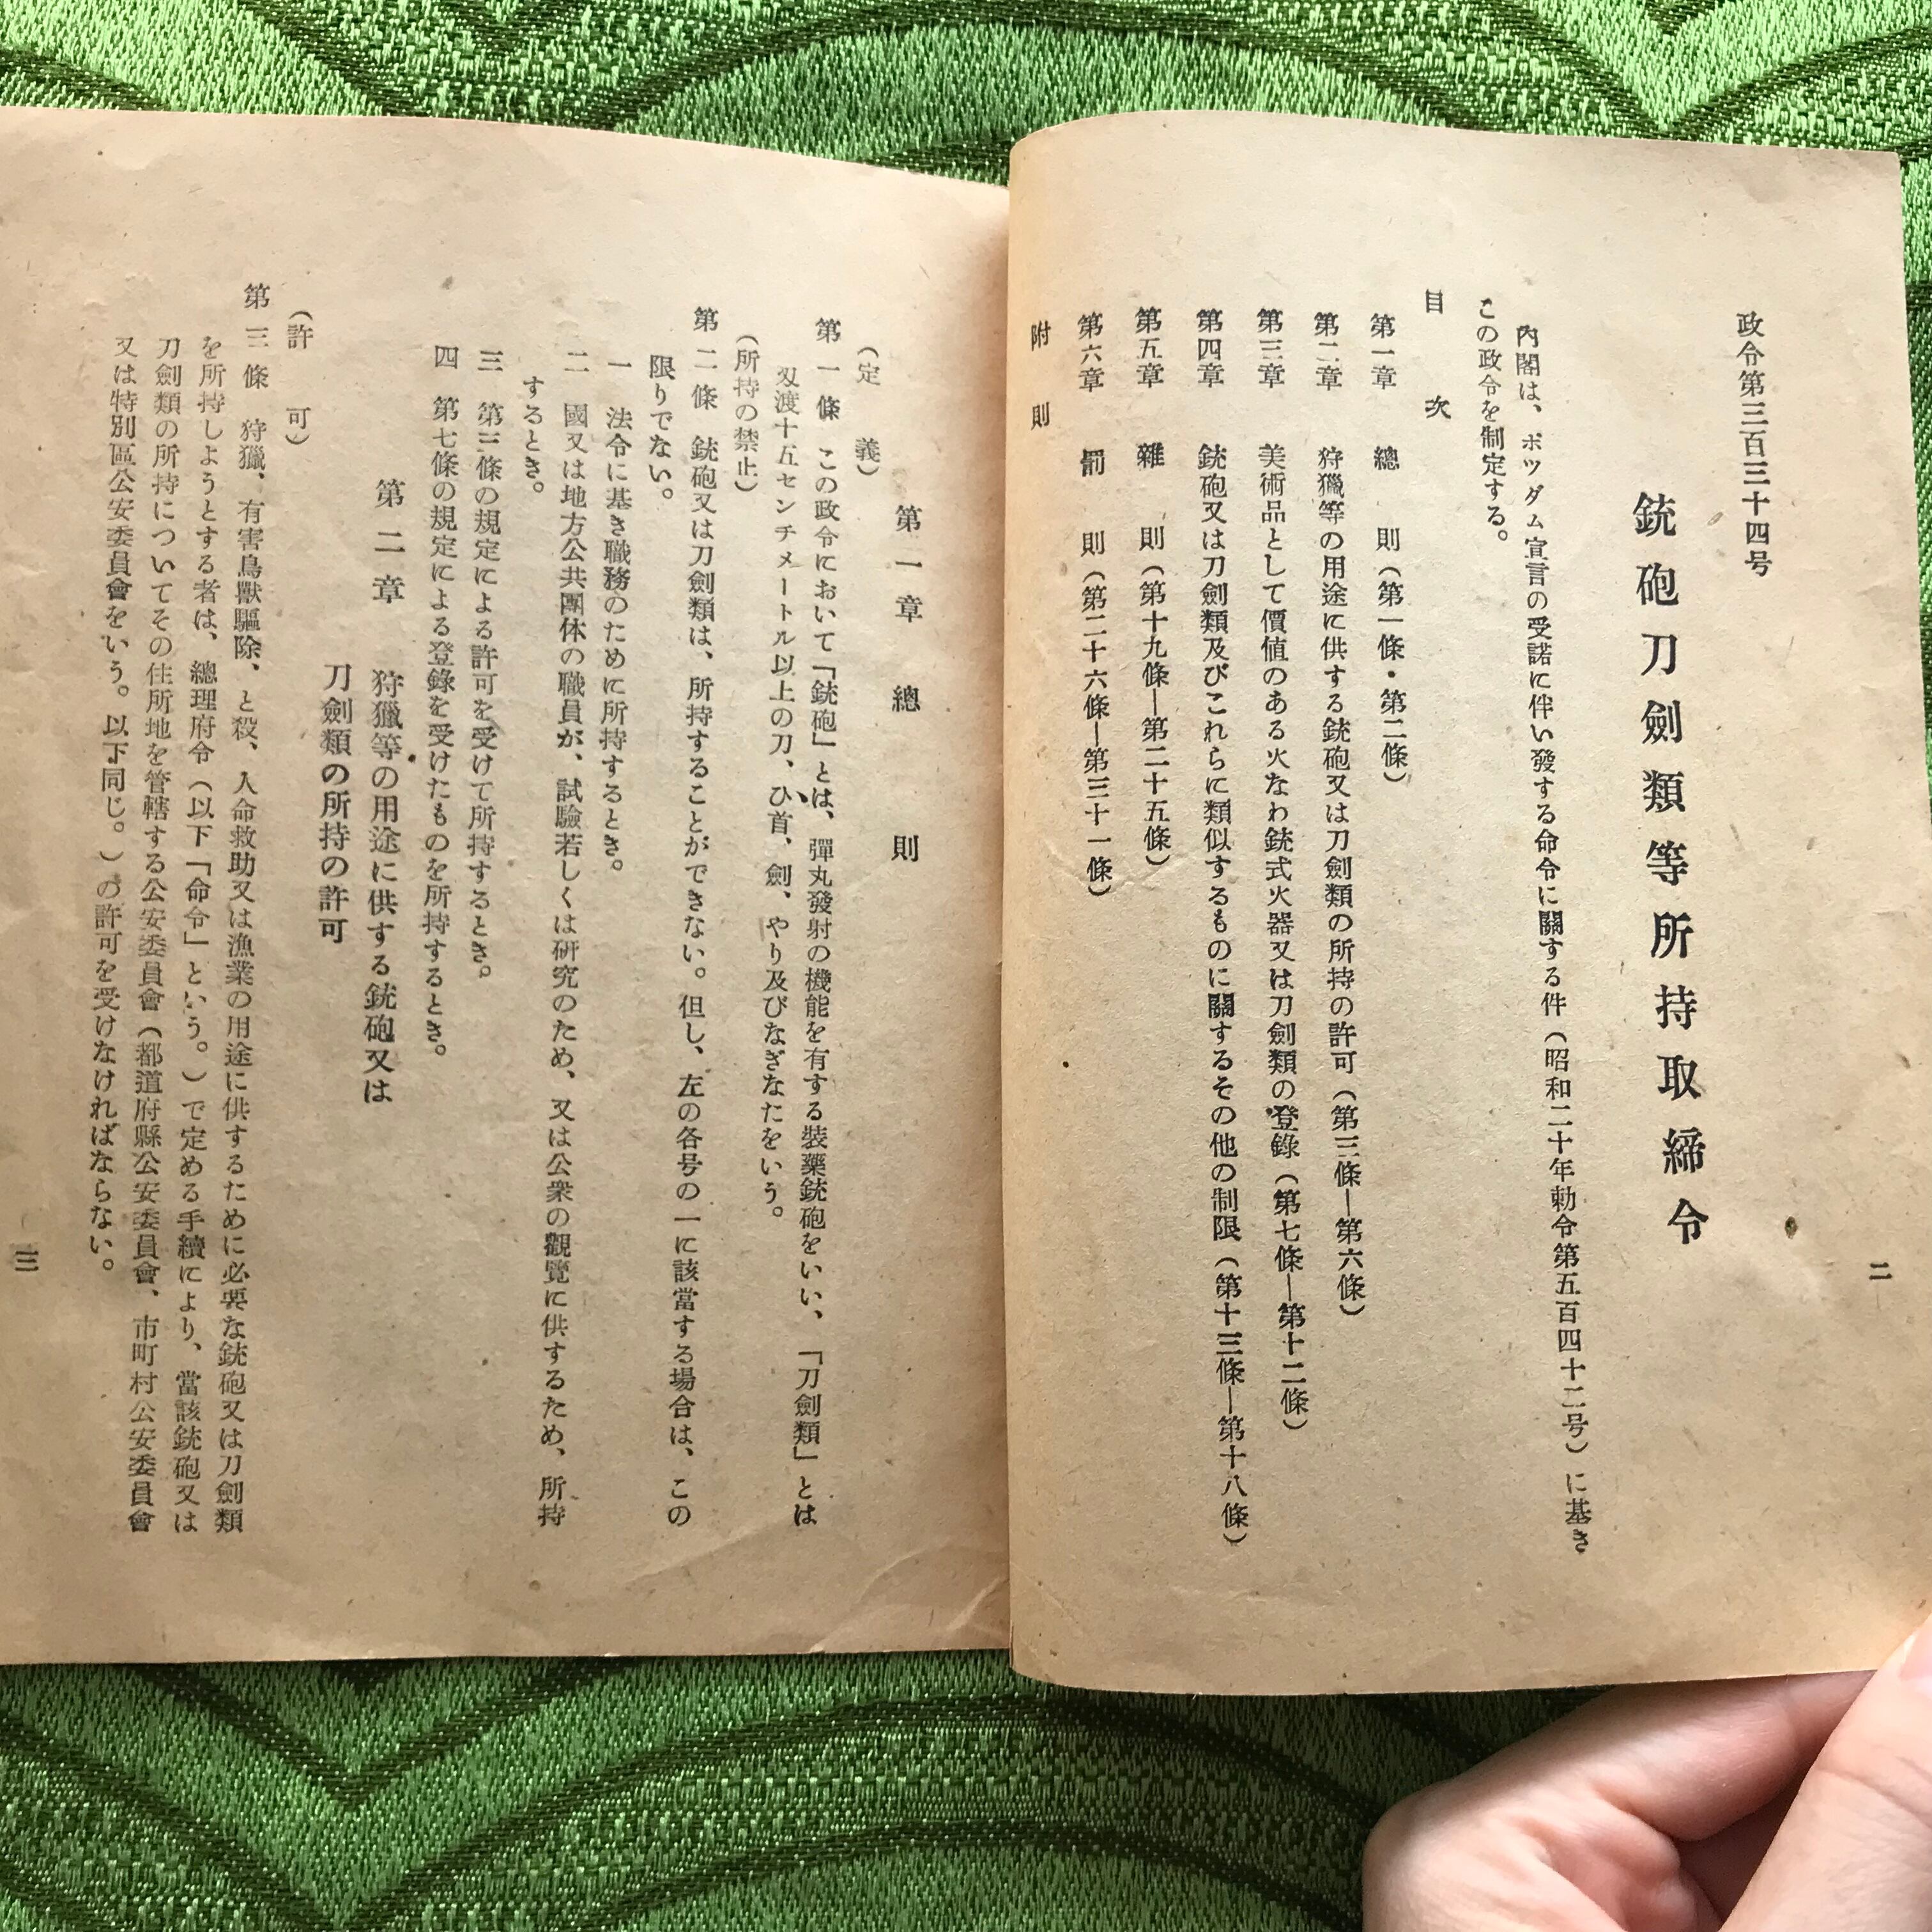 二
政令第三百三十四号
銃砲刀劍類等所持取締令
內閣は、ポツダム宣言の受諾に伴い發する命令に關する件(昭和二十年勅令第五百四十二号)に基き
この政令を制定する。
目次
第一章 總則(第一條・第二條)
第二章 狩獵等の用途に供する銃砲又は刀劍類の所持の許可(第三條―第六條)
第三章 美術品として價値のある火なわ銃式火器又は刀劍類の登錄(第七條―第十二條)
第四章 銃砲又は刀劍類及びこれらに類似するものに關するその他の制限(第十三條―第十八條)
第五章 雜則(第十九條―第二十五條)
第六章 罰則(第二十六條―第三十一條)
附則
第一章 總則
(定義)
第一條 この政令において「銃砲」とは、彈丸發射の機能を有する裝藥銃砲をいい、「刀劍類」とは
刄渡十五センチメートル以上の刀、ひ首、劍、やり及びなぎなたをいう。
(所持の禁止)
第二條 銃砲又は刀劍類は、所持することができない。但し、左の各号の一に該當する場合は、この
限りでない。
一 法令に基き職務のために所持するとき。
二 國又は地方公共團体の職員が、試驗若しくは研究のため、又は公衆の觀覽に供するため、所持
するとき。
三 第三條の規定による許可を受けて所持するとき。
四 第七條の規定による登錄を受けたものを所持するとき。
第二章 狩獵等の用途に供する銃砲又は
刀劍類の所持の許可
(許可)
第三條 狩獵、有害鳥獸驅除、と殺、人命救助又は漁業の用途に供するために必要な銃砲又は刀劍類
を所持しようとする者は、總理府令(以下「命令」という。)で定める手續により、當該銃砲又は
刀劍類の所持についてその住所地を管轄する公安委員會(都道府縣公安委員會、市町村公安委員會
又は特別區公安委員會をいう。以下同じ。)の許可を受けなければならない。
三